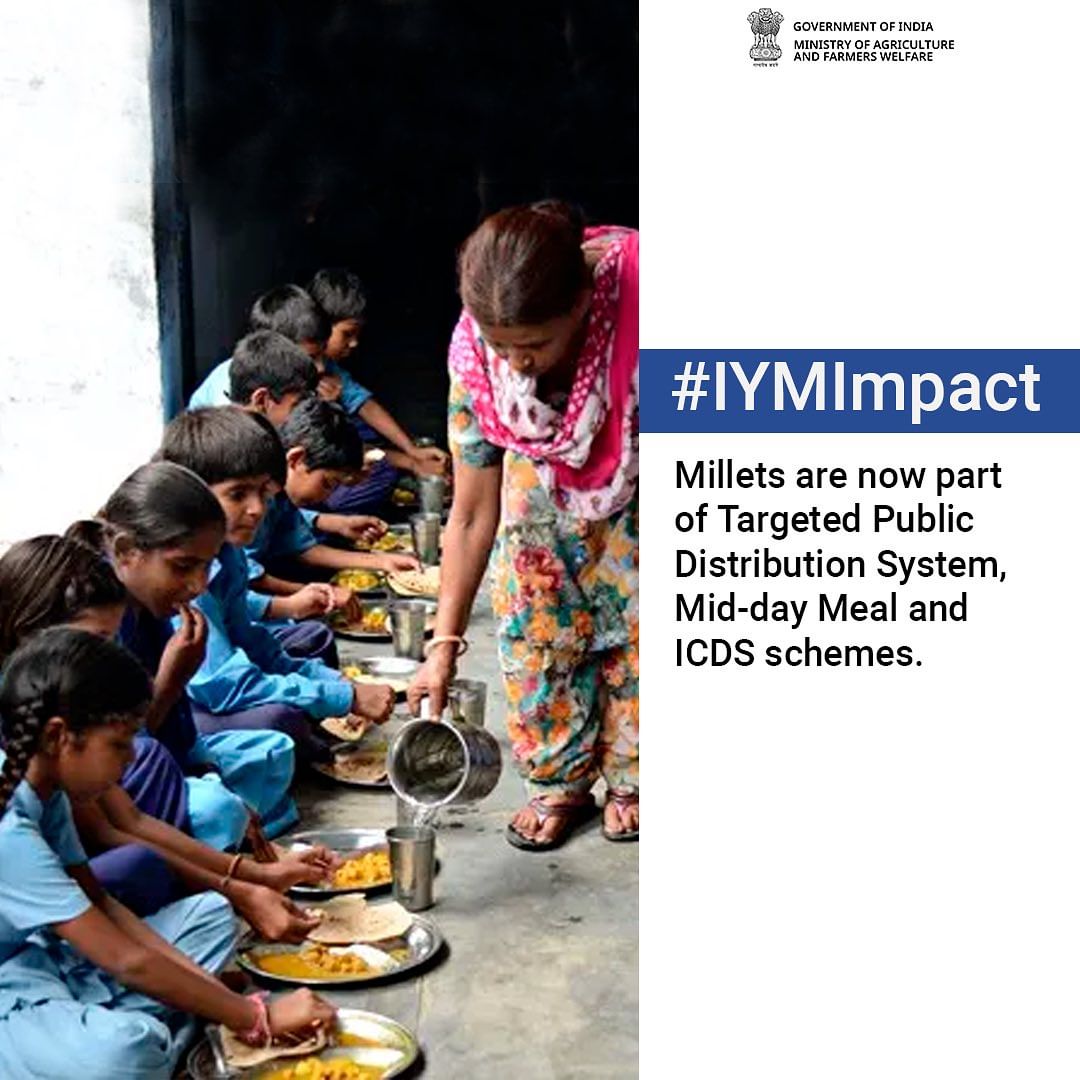 GOVERNMENT OF INDIA
MINISTRY OF AGRICULTURE
AND FARMERS WELFARE
#IYMImpact
Millets are now part
of Targeted Public
Distribution System,
Mid-day Meal and
ICDS schemes.